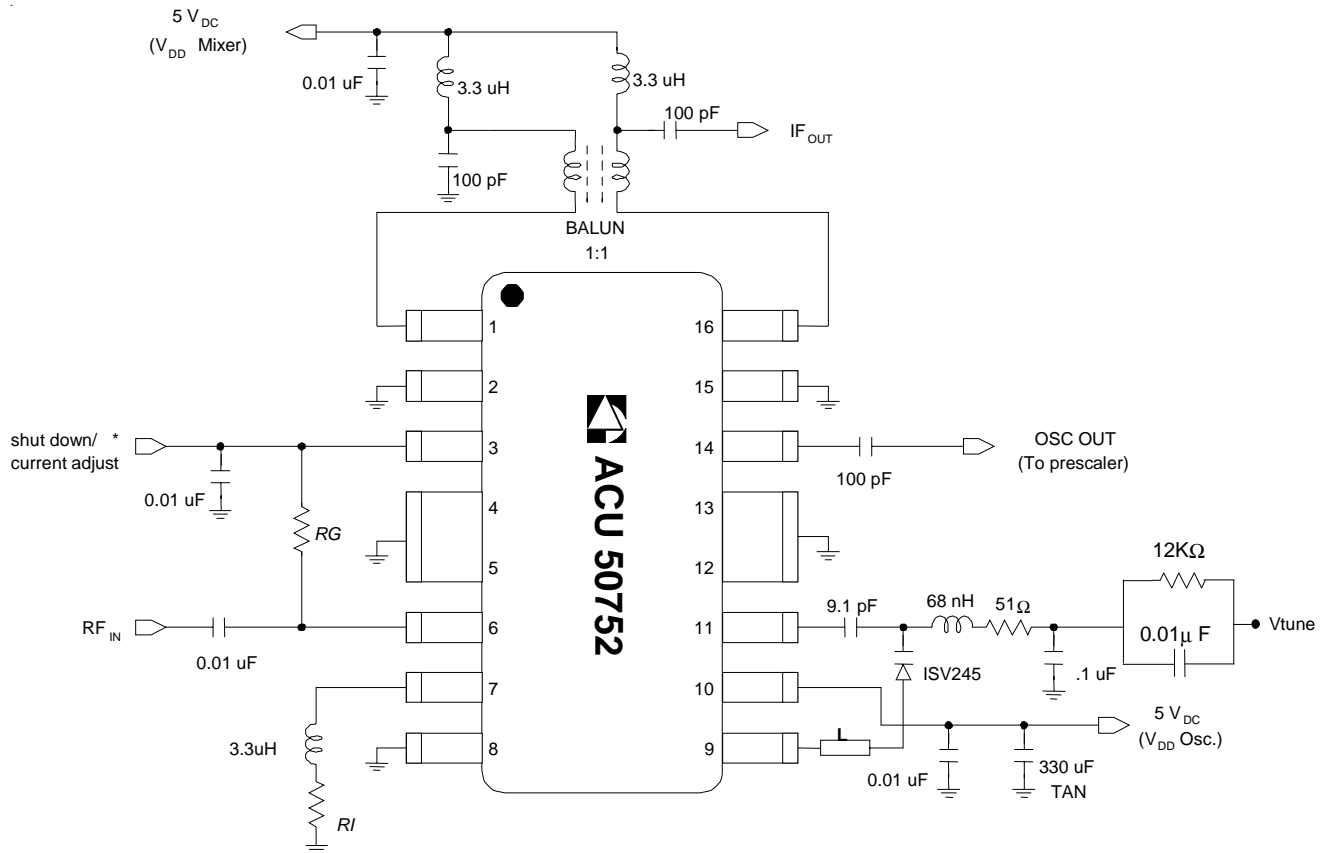 5 V DC
(V DD Mixer)
0.01 uF
3.3 uH
3.3 uH
100 pF
IF OUT
100 pF
BALUN
1:1
1
16
2
15
shut down/ *
current adjust
3
14
OSC OUT
(To prescaler)
0.01 uF
100 pF
4
13
RG
ACU 50752
5
12
12KΩ
9.1 pF
68 nH
51Ω
RF IN
6
11
0.01µ F
Vtune
0.01 uF
ISV245
.1 uF
7
10
5 V DC
(V DD Osc.)
3.3uH
8
9
L
0.01 uF
330 uF
TAN
RI